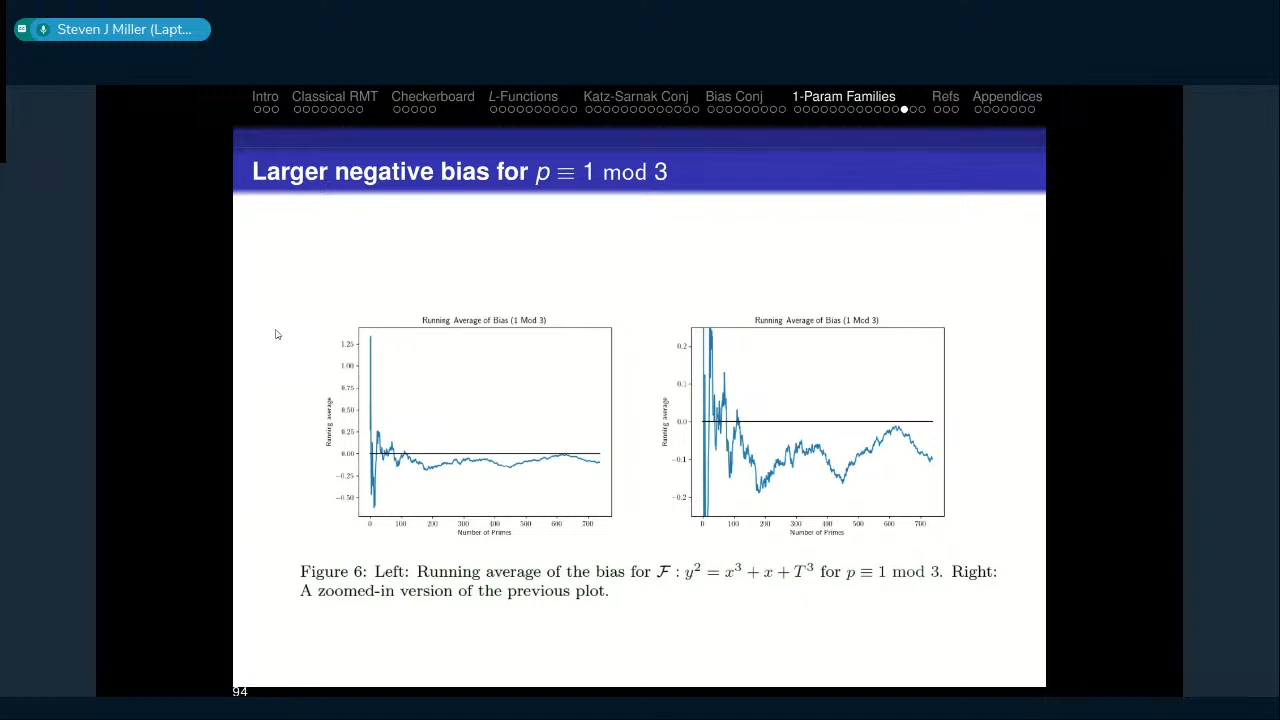 Steven J Miller (Lapt...
Intro Classical RMT Checkerboard L-Functions Katz-Sarnak Conj Bias Conj 1-Param Families Refs Appendices
Larger negative bias for p ≡ 1 mod 3
Running Average of Bias (1 Mod 3)
1.25
1.00
0.75
0.50
0.25
0.00
−0.25
−0.50
Running average
0 100 200 300 400 500 600 700
Number of Primes
Running Average of Bias (1 Mod 3)
0.2
0.1
0.0
−0.1
−0.2
Running average
0 100 200 300 400 500 600 700
Number of Primes
Figure 6: Left: Running average of the bias for 𝓕 : y² = x³ + x + T³ for p ≡ 1 mod 3. Right:
A zoomed-in version of the previous plot.
94